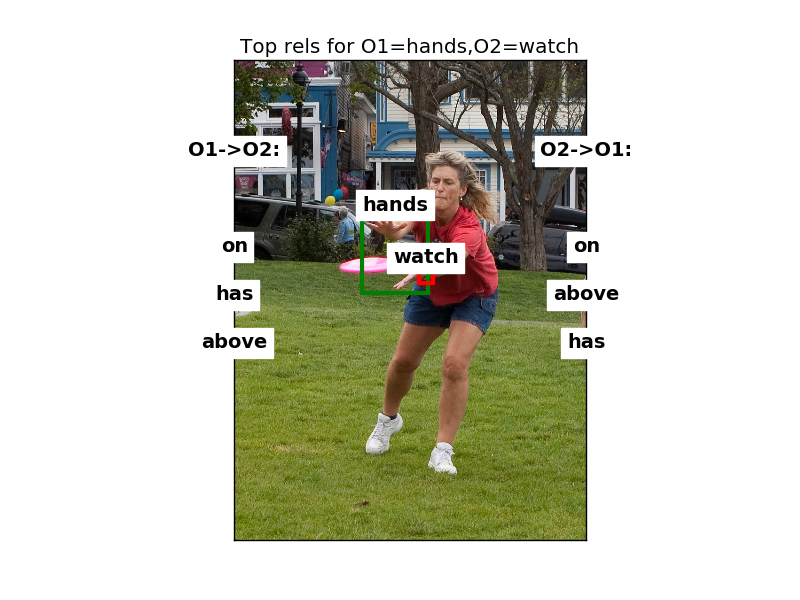 Top rels for O1=hands,O2=watch
O1->O2:
O2->O1:
hands
on
watch
on
has
above
above
has